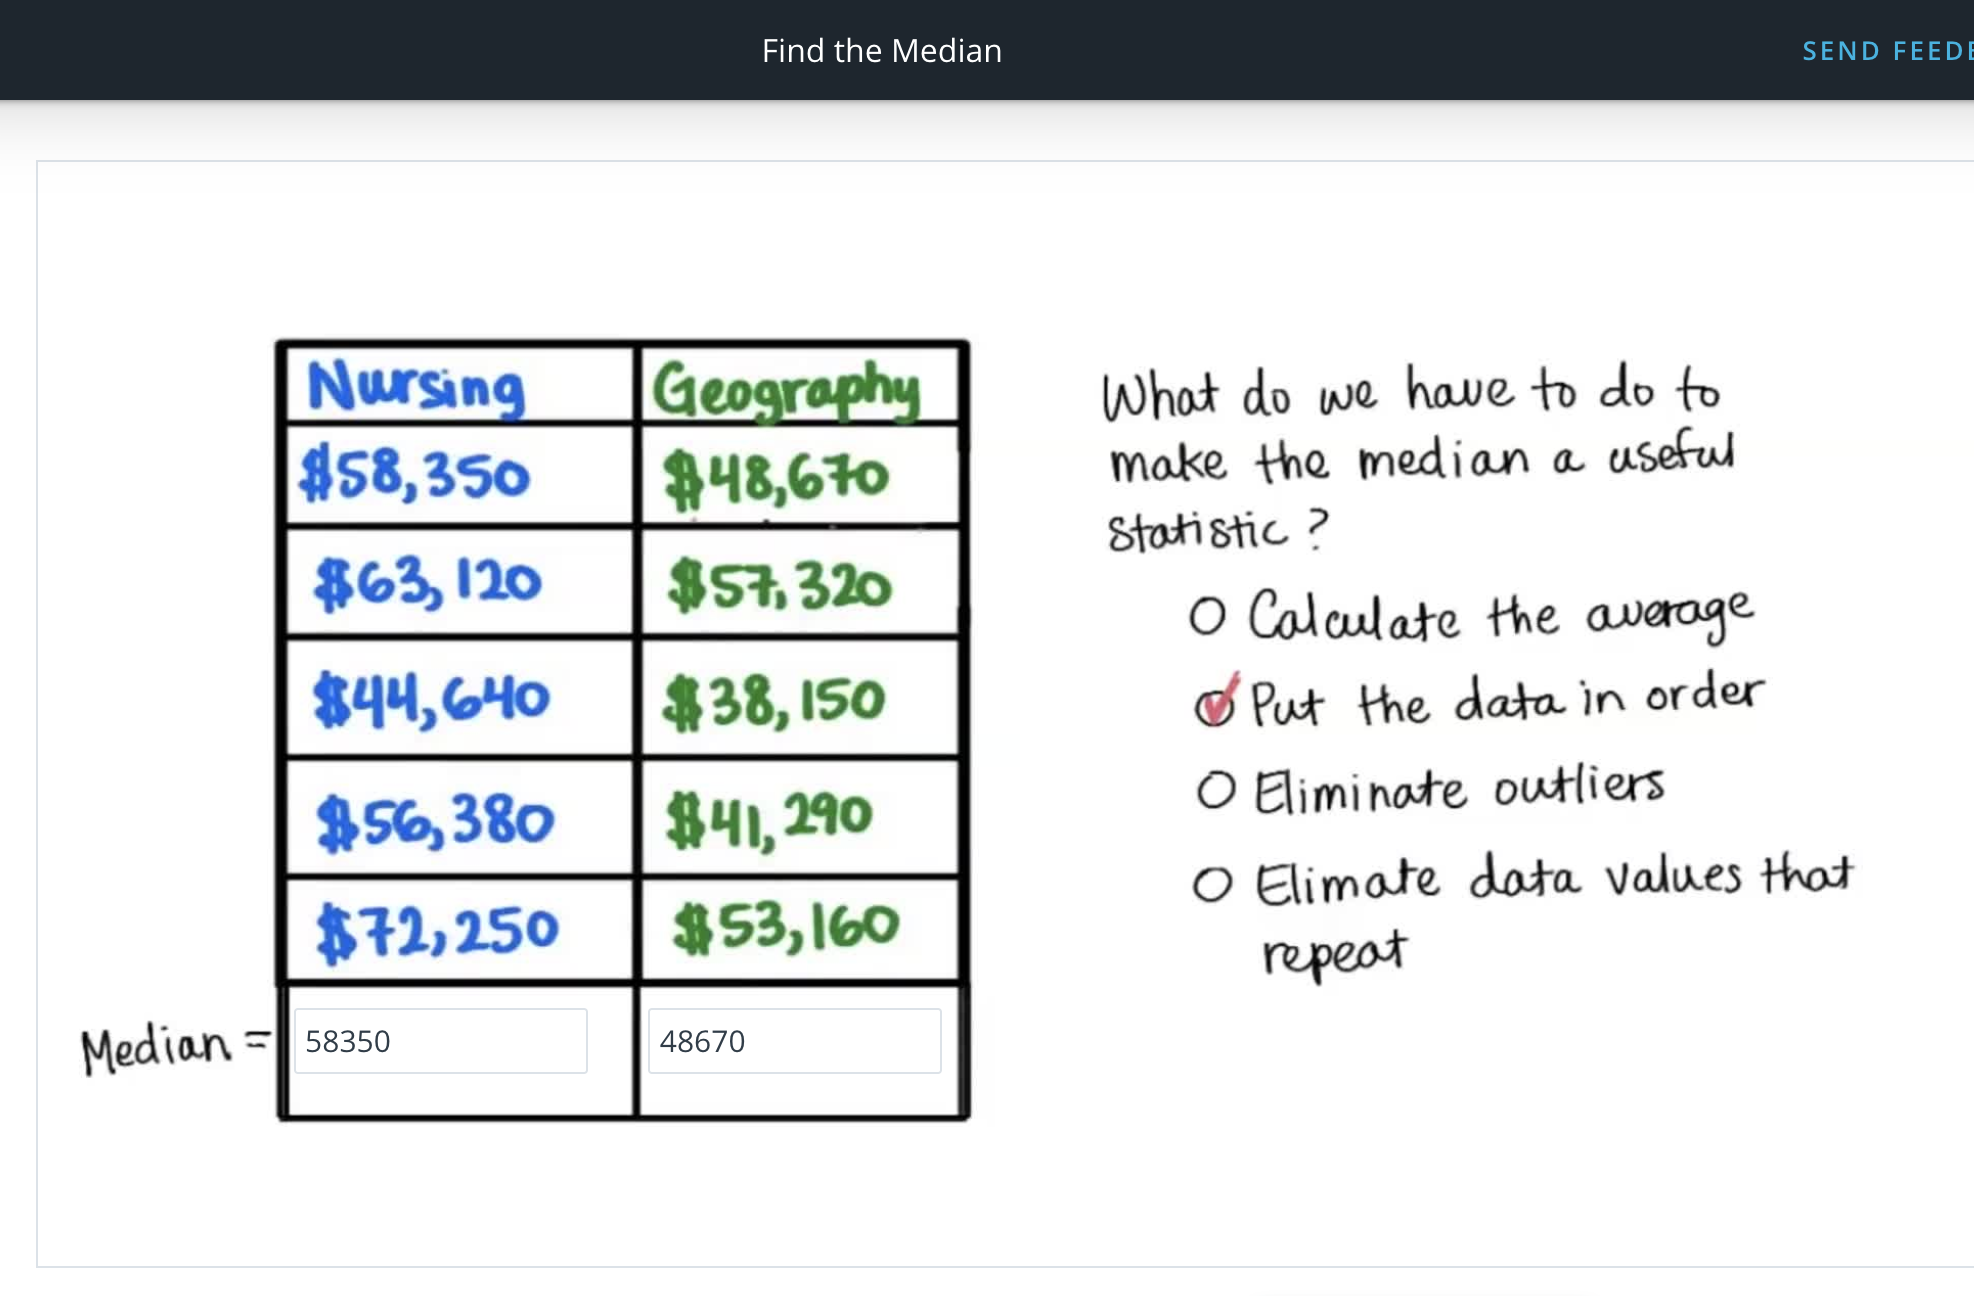 Find the Median
SEND FEEDB
Nursing Geography
$58,350 $48,670
$63,120 $57,320
$44,640 $38,150
$56,380 $41,290
$72,250 $53,160
Median = 58350 48670
What do we have to do to
make the median a useful
statistic?
Calculate the average
Put the data in order
Eliminate outliers
Elimate data values that
repeat